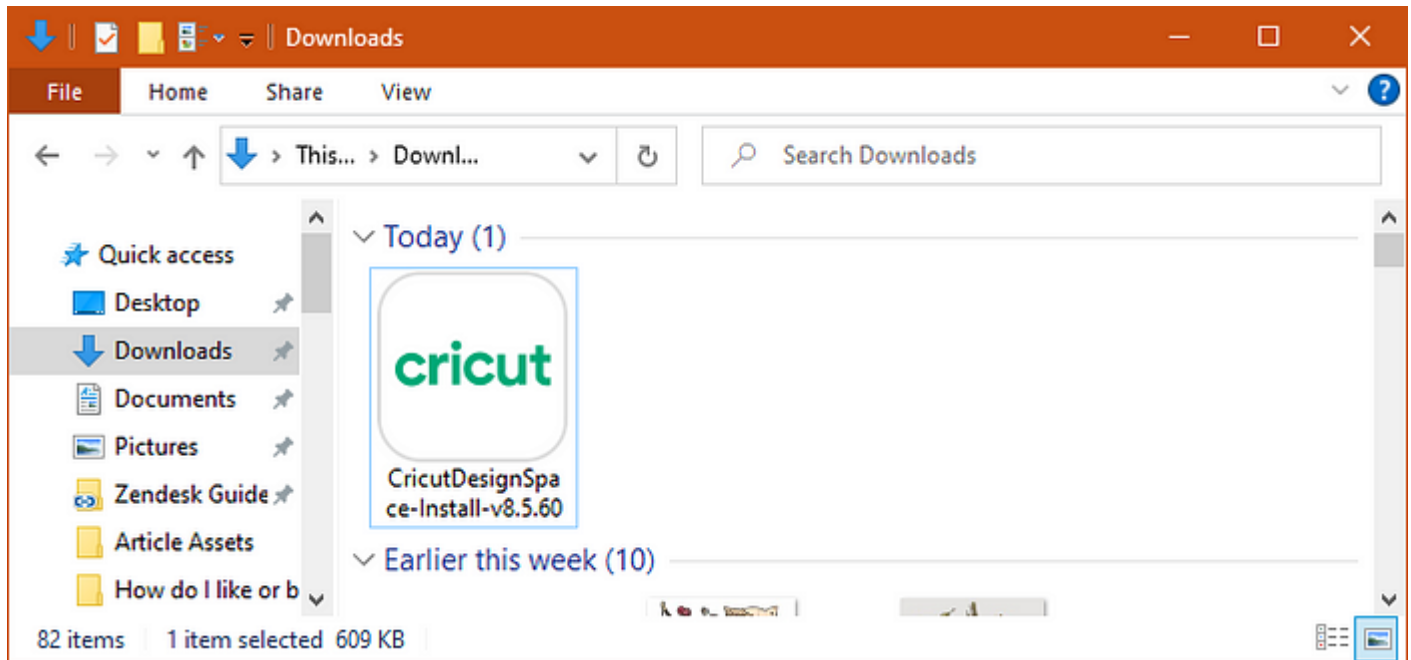 Downloads
File Home Share View
This... > Downl... Search Downloads
Quick access
Desktop
Downloads
Documents
Pictures
Zendesk Guide
Article Assets
How do I like or b
Today (1)
cricut
CricutDesignSpa
ce-Install-v8.5.60
Earlier this week (10)
82 items 1 item selected 609 KB